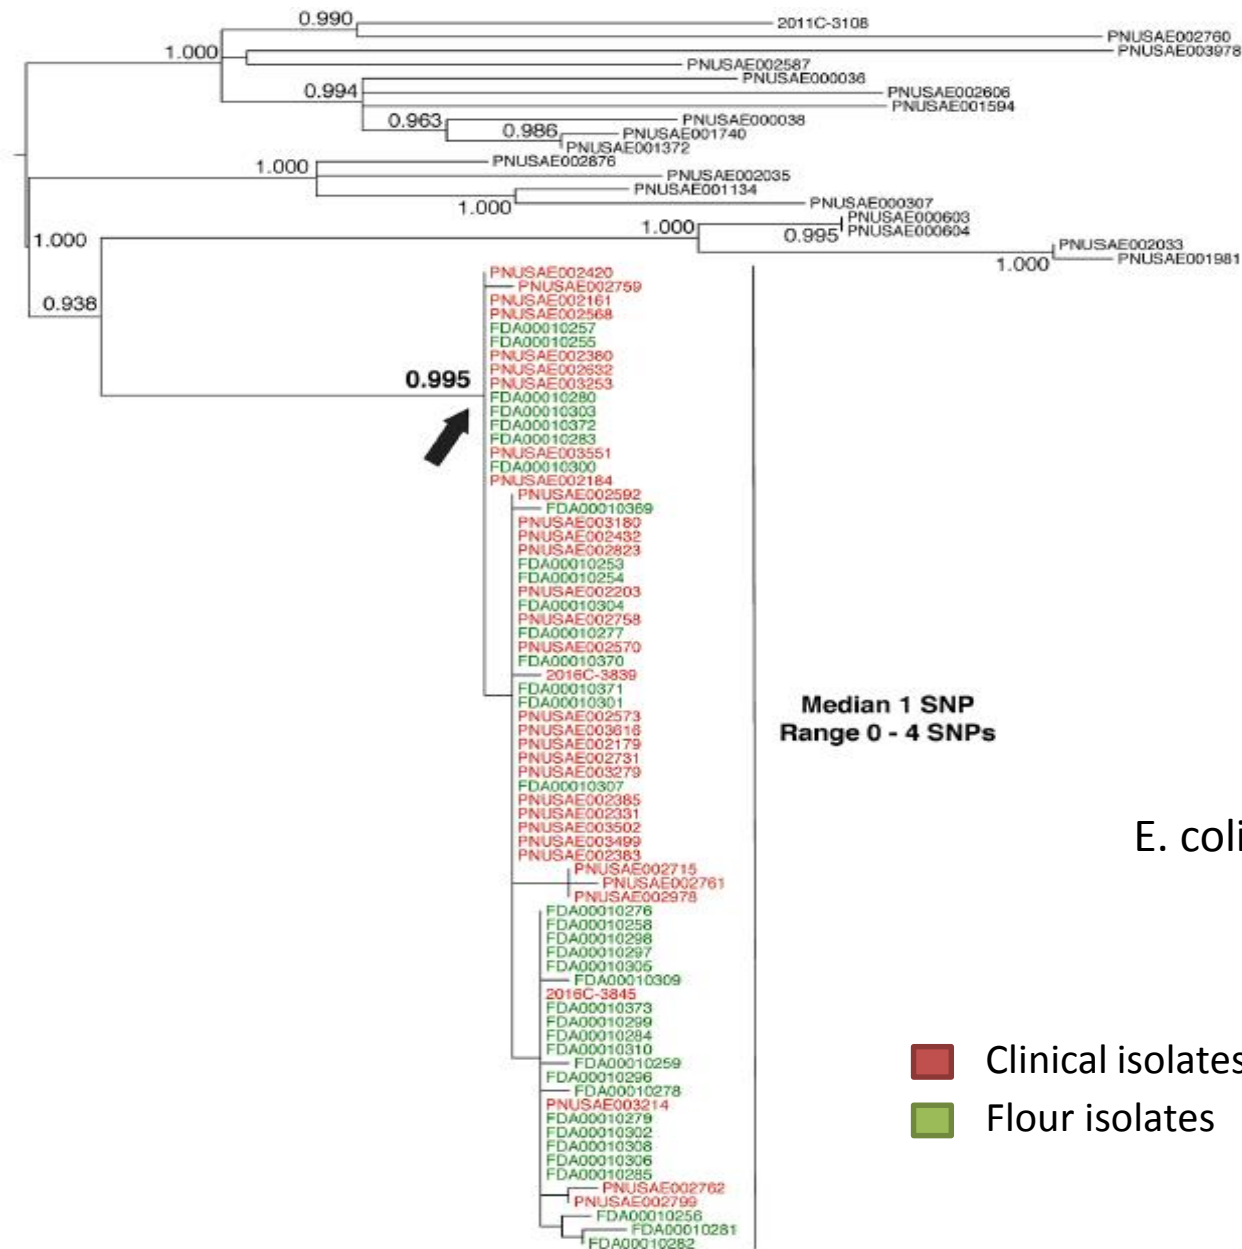 0.990
2011C-3108
PNUSAE002760
1.000
PNUSAE003978
PNUSAE002587
PNUSAE000036
0.994
PNUSAE002606
PNUSAE001594
0.963
PNUSAE000038
0.986
PNUSAE001740
PNUSAE001372
1.000
PNUSAE002876
PNUSAE002035
PNUSAE001134
1.000
PNUSAE000307
1.000
PNUSAE000603
0.995
PNUSAE000604
1.000
PNUSAE002033
1.000
PNUSAE001981
0.938
PNUSAE002420
PNUSAE002759
PNUSAE002161
PNUSAE002568
FDA00010257
FDA00010255
PNUSAE002380
PNUSAE002632
0.995
PNUSAE003253
FDA00010280
FDA00010303
FDA00010372
FDA00010283
PNUSAE003551
FDA00010300
PNUSAE002184
PNUSAE002592
FDA00010369
PNUSAE003180
PNUSAE002432
PNUSAE002823
FDA00010253
FDA00010254
PNUSAE002203
FDA00010304
PNUSAE002758
FDA00010277
PNUSAE002570
FDA00010370
2016C-3839
FDA00010371
FDA00010301
PNUSAE002573
PNUSAE003616
PNUSAE002179
PNUSAE002731
PNUSAE003279
FDA00010307
PNUSAE002385
PNUSAE002331
PNUSAE003502
PNUSAE003499
PNUSAE002383
PNUSAE002715
PNUSAE002761
PNUSAE002978
FDA00010276
FDA00010258
FDA00010298
FDA00010297
FDA00010305
FDA00010309
2016C-3845
FDA00010373
FDA00010299
FDA00010284
FDA00010310
FDA00010259
FDA00010296
FDA00010278
PNUSAE003214
FDA00010279
FDA00010302
FDA00010308
FDA00010306
FDA00010285
PNUSAE002762
PNUSAE002799
FDA00010256
FDA00010281
FDA00010282
Median 1 SNP
Range 0 - 4 SNPs
E. coli
Clinical isolates
Flour isolates